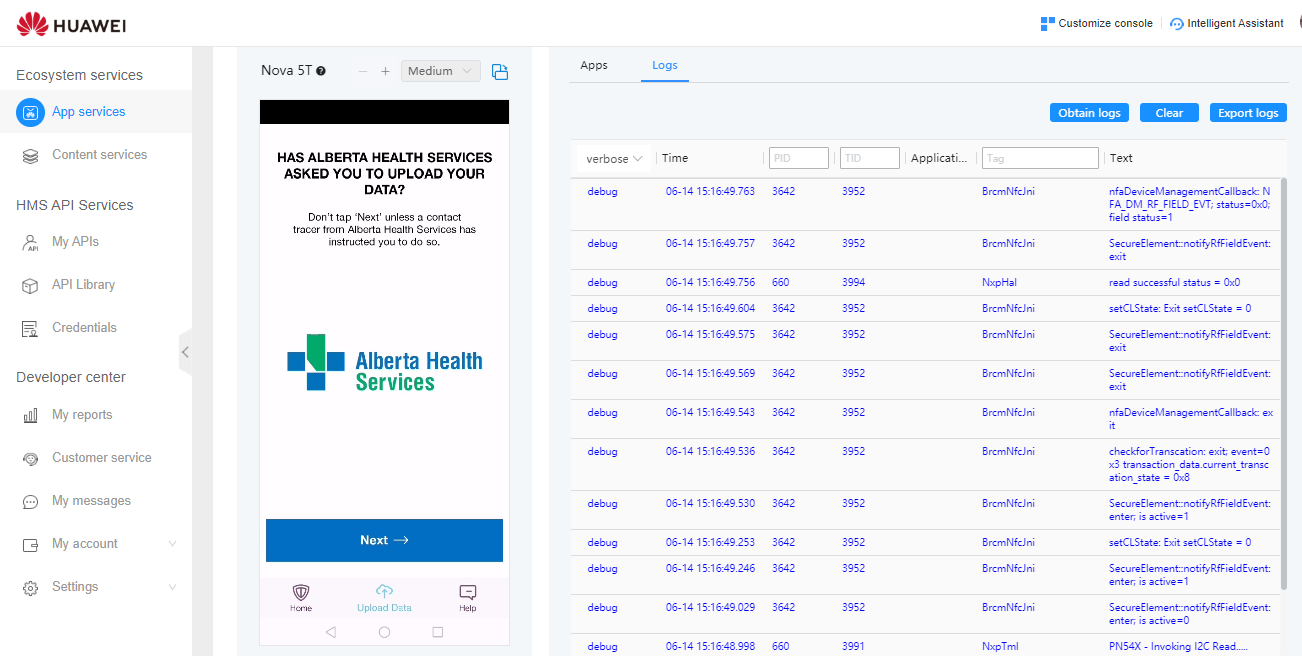 HUAWEI
Customize console
Intelligent Assistant
Ecosystem services
App services
Content services
HMS API Services
My APIs
API Library
Credentials
Developer center
My reports
Customer service
My messages
My account
Settings
Nova 5T
Medium
HAS ALBERTA HEALTH SERVICES
ASKED YOU TO UPLOAD YOUR
DATA?
Don't tap ‘Next’ unless a contact
tracer from Alberta Health Services has
instructed you to do so.
Alberta Health
Services
Next
Home
Upload Data
Help
Apps
Logs
Obtain logs
Clear
Export logs
verbose
Time
PID
TID
Applicati...
Tag
Text
debug 06-14 15:16:49.763 3642 3952 BrcmNfcJni nfaDeviceManagementCallback: N
FA_DM_RF_FIELD_EVT; status=0x0;
field status=1
debug 06-14 15:16:49.757 3642 3952 BrcmNfcJni SecureElement::notifyRfFieldEvent:
exit
debug 06-14 15:16:49.756 660 3994 NxpHal read successful status = 0x0
debug 06-14 15:16:49.604 3642 3952 BrcmNfcJni setCLState: Exit setCLState = 0
debug 06-14 15:16:49.575 3642 3952 BrcmNfcJni SecureElement::notifyRfFieldEvent:
exit
debug 06-14 15:16:49.569 3642 3952 BrcmNfcJni SecureElement::notifyRfFieldEvent:
exit
debug 06-14 15:16:49.543 3642 3952 BrcmNfcJni nfaDeviceManagementCallback: ex
it
debug 06-14 15:16:49.536 3642 3952 BrcmNfcJni checkforTranscation: exit; event=0
x3 transaction_data.current_transc
ation_state = 0x8
debug 06-14 15:16:49.530 3642 3952 BrcmNfcJni SecureElement::notifyRfFieldEvent:
enter; is active=1
debug 06-14 15:16:49.253 3642 3952 BrcmNfcJni setCLState: Exit setCLState = 0
debug 06-14 15:16:49.246 3642 3952 BrcmNfcJni SecureElement::notifyRfFieldEvent:
enter; is active=1
debug 06-14 15:16:49.029 3642 3952 BrcmNfcJni SecureElement::notifyRfFieldEvent:
enter; is active=0
debug 06-14 15:16:48.998 660 3991 NxpTml PN54X - Invoking I2C Read.....